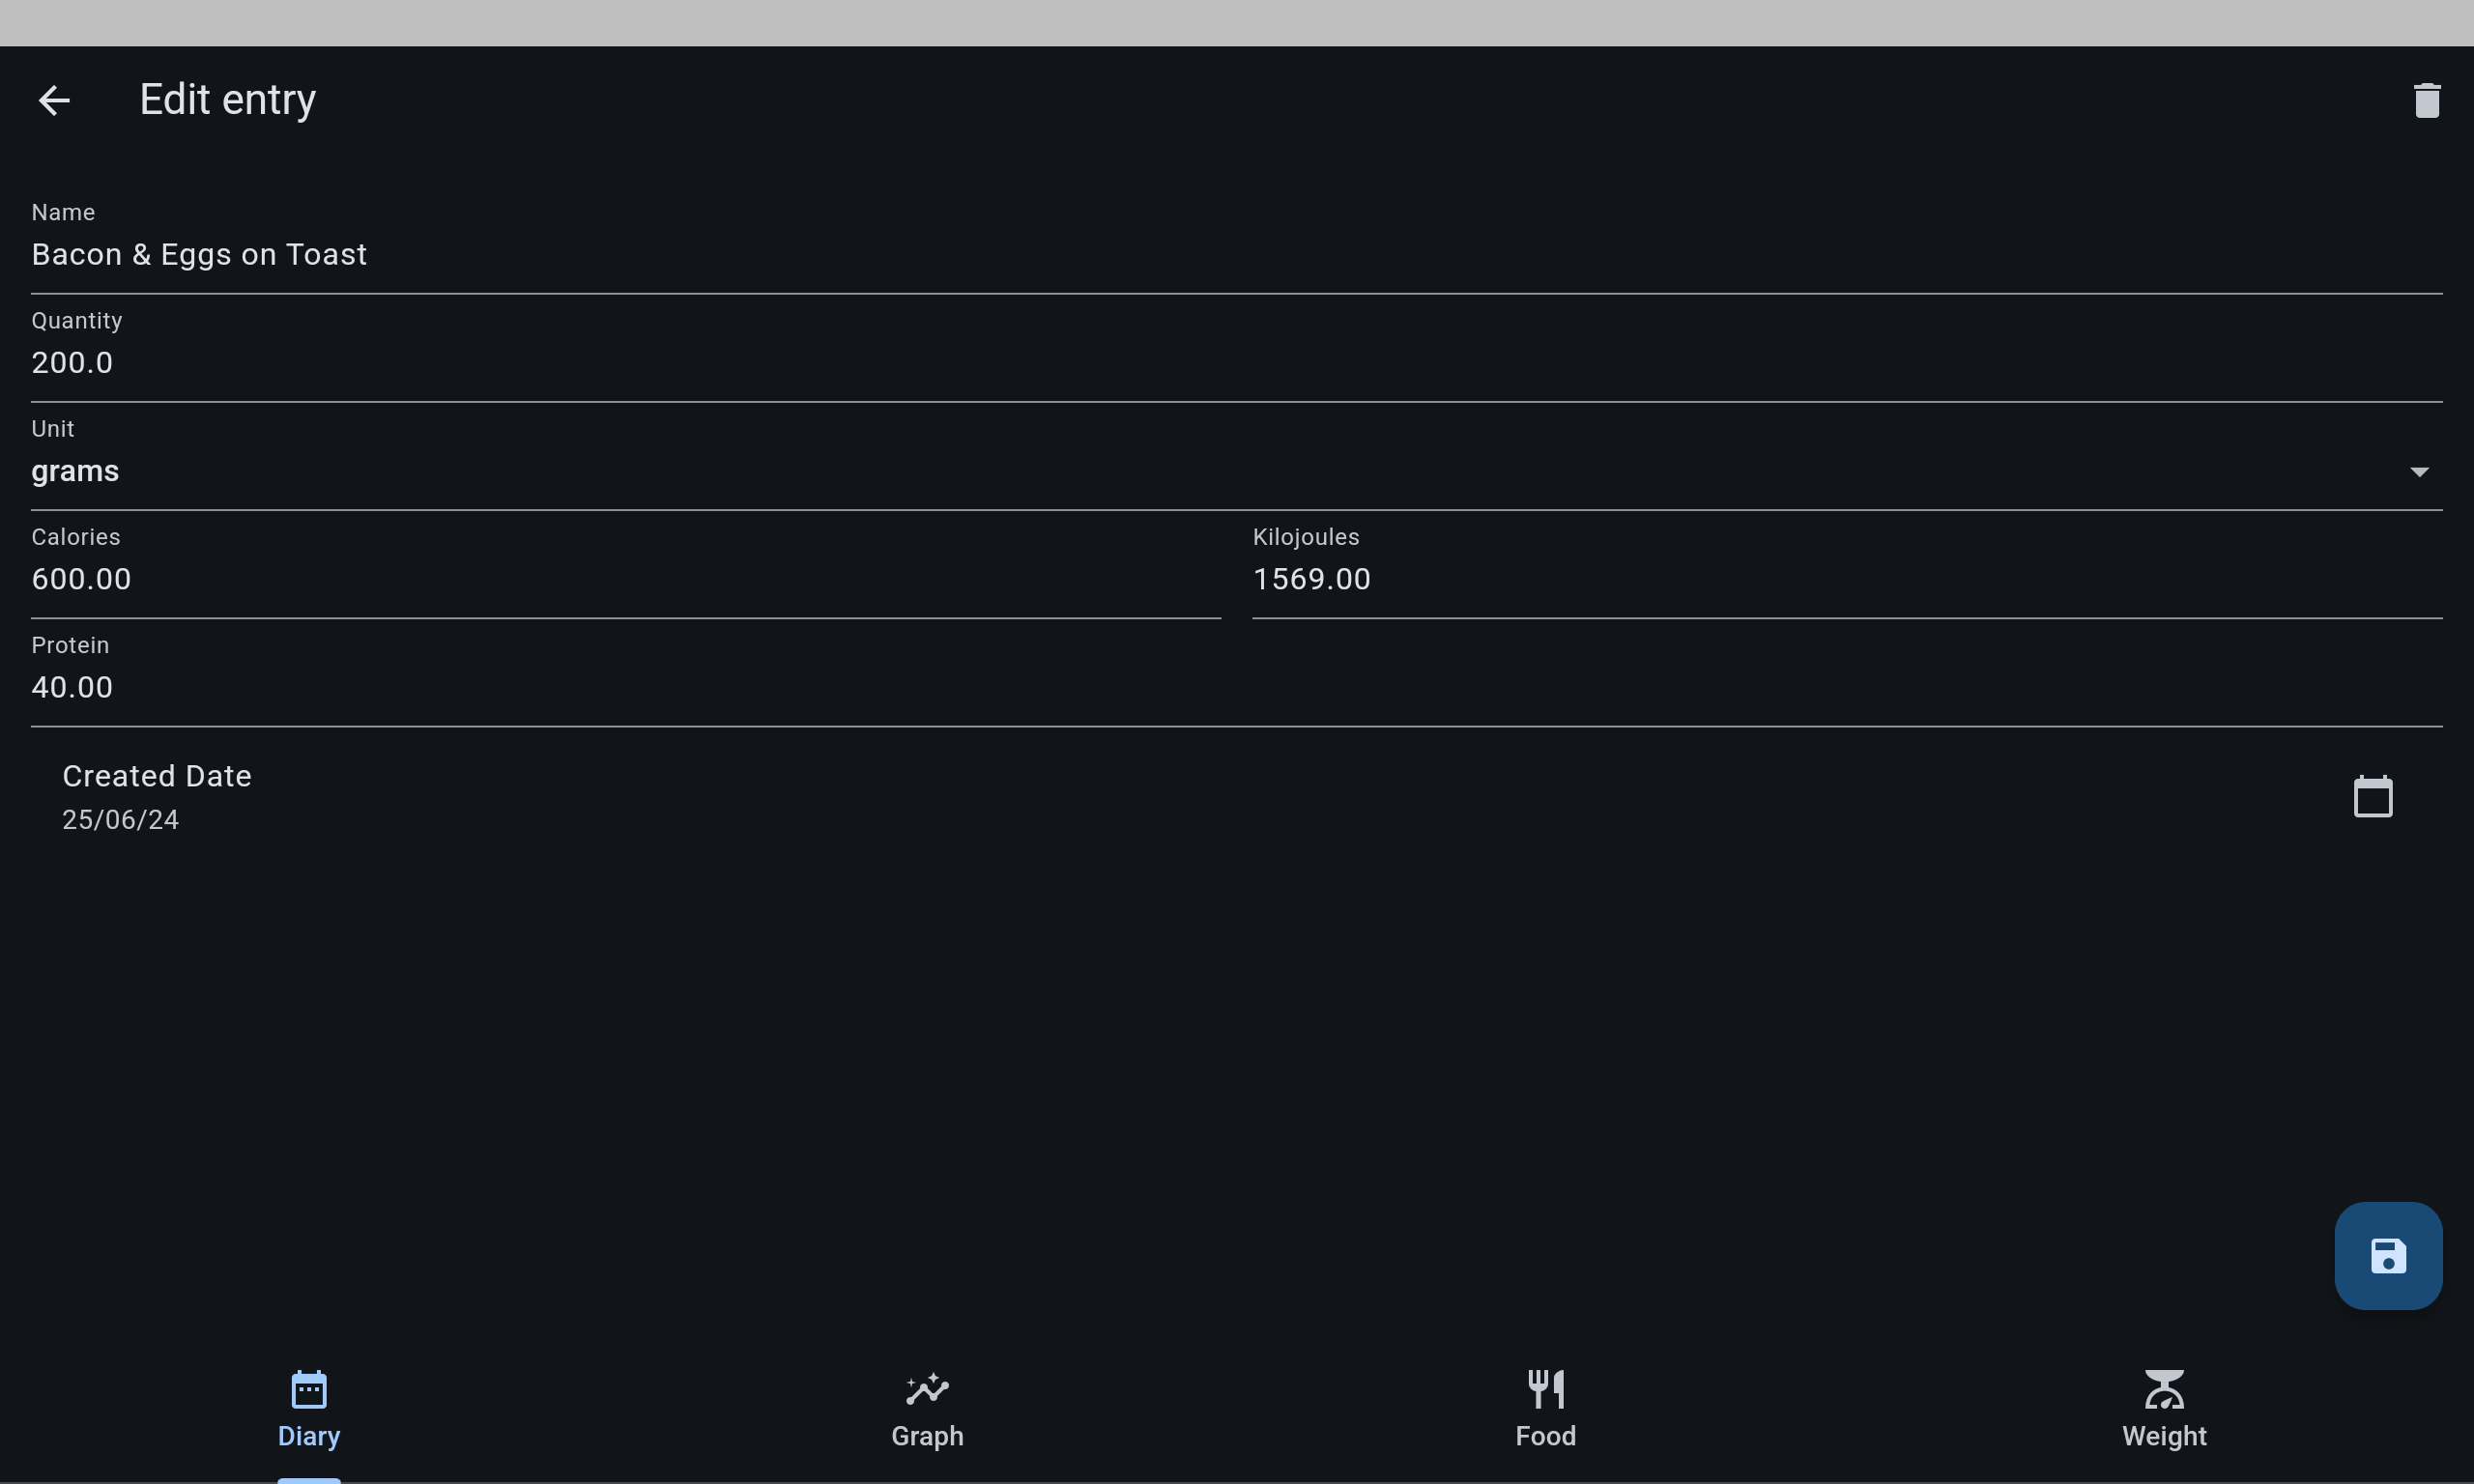 Edit entry
Name
Bacon & Eggs on Toast
Quantity
200.0
Unit
grams
Calories
600.00
Kilojoules
1569.00
Protein
40.00
Created Date
25/06/24
Diary
Graph
Food
Weight